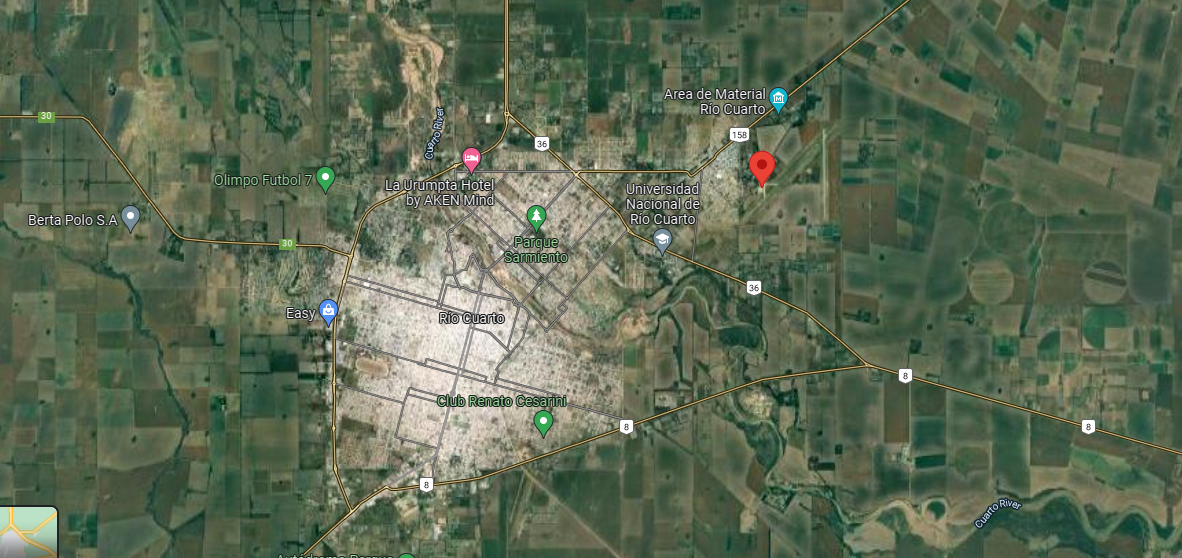 30
Cuarto River
36
Area de Material
Río Cuarto
158
Olimpo Futbol 7
La Urumpta Hotel
by AKEN Mind
Universidad
Nacional de
Río Cuarto
Berta Polo S.A
30
Parque
Sarmiento
36
Easy
Río Cuarto
8
Club Renato Cesarini
8
8
8
Cuarto River